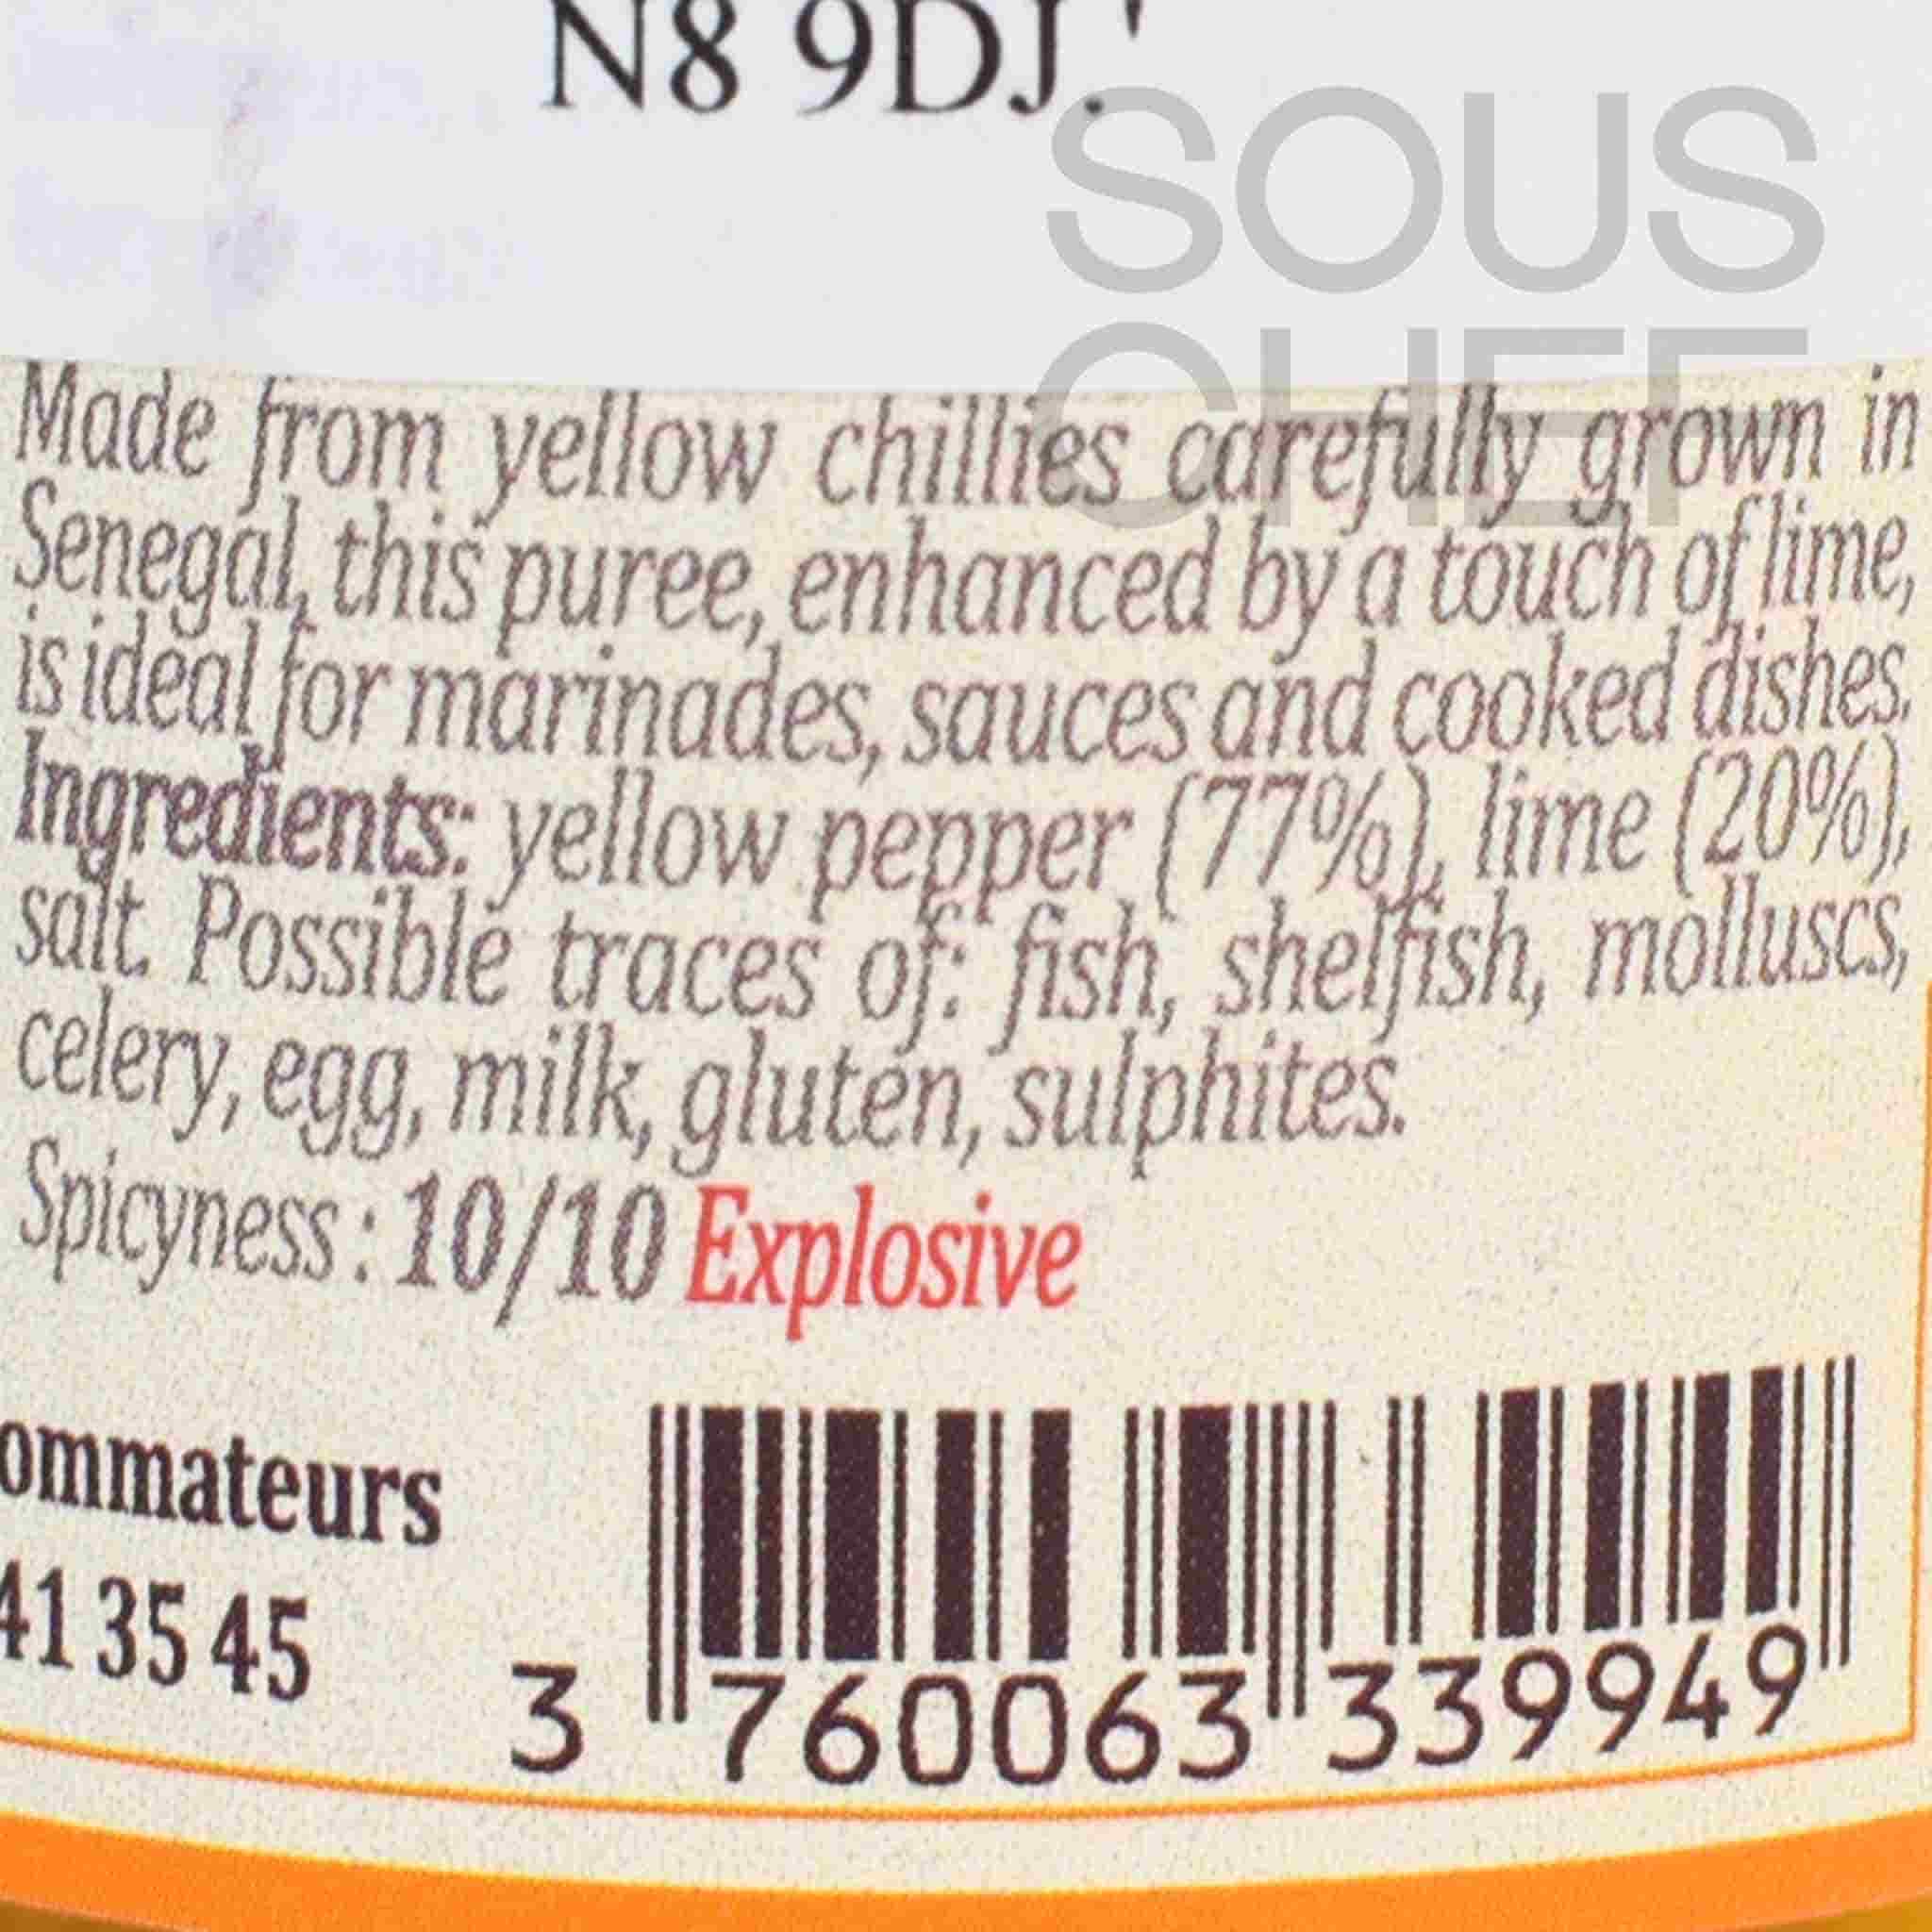 N8 9DJ.'
SOUS
CHEF
Made from yellow chillies carefully grown in
Senegal, this puree, enhanced by a touch of lime,
is ideal for marinades, sauces and cooked dishes.
Ingredients: yellow pepper (77%), lime (20%),
salt. Possible traces of: fish, shelfish, molluscs,
celery, egg, milk, gluten, sulphites.
Spicyness : 10/10 Explosive
ommateurs
41 35 45
3 760063 339949